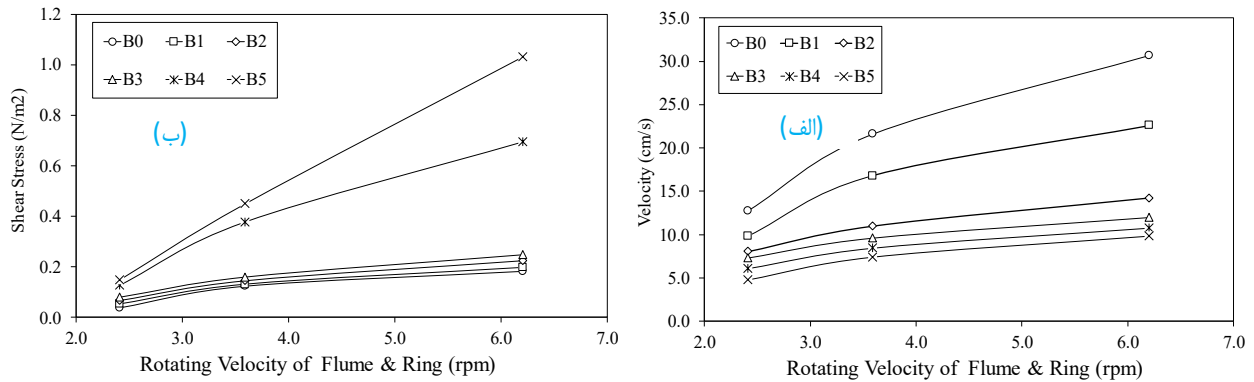 Shear Stress (N/m2)
1.2
1.0
0.8
0.6
0.4
0.2
0.0
B0 B1 B2
B3 B4 B5
(ب)
2.0 3.0 4.0 5.0 6.0 7.0
Rotating Velocity of Flume & Ring (rpm)
Velocity (cm/s)
35.0
30.0
25.0
20.0
15.0
10.0
5.0
0.0
B0 B1 B2
B3 B4 B5
(الف)
2.0 3.0 4.0 5.0 6.0 7.0
Rotating Velocity of Flume & Ring (rpm)